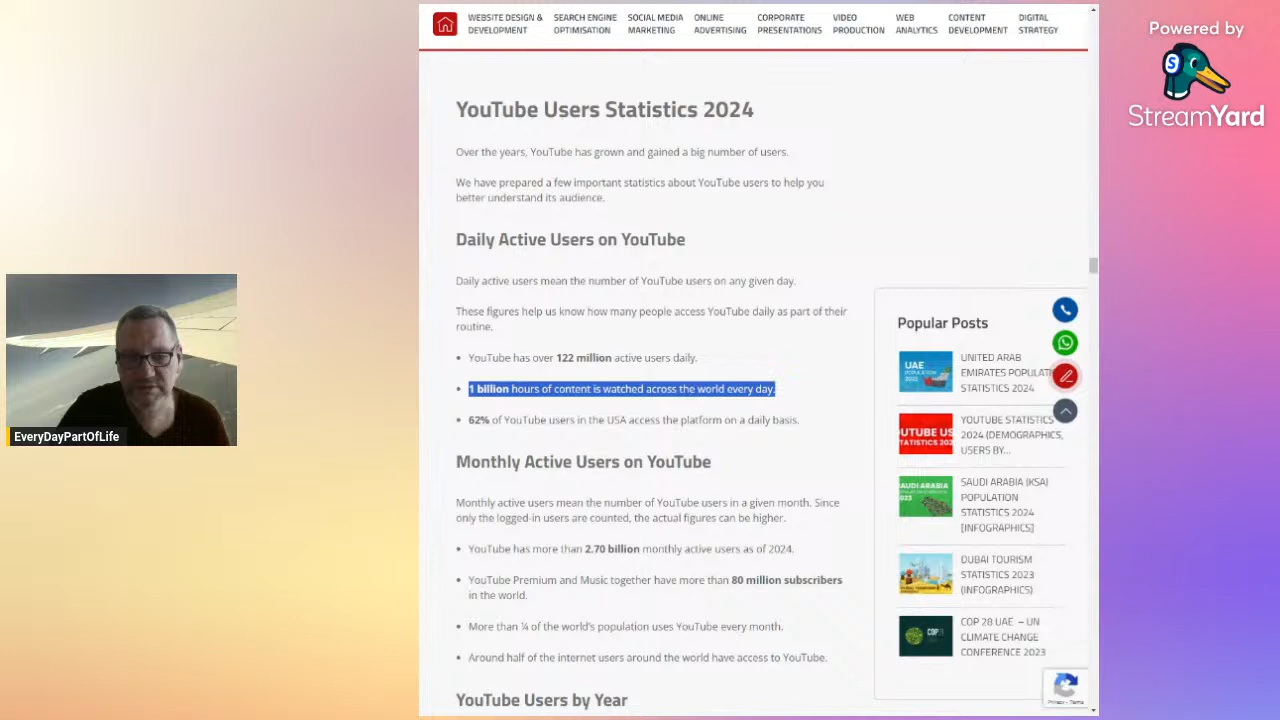 WEBSITE DESIGN &
DEVELOPMENT
SEARCH ENGINE
OPTIMISATION
SOCIAL MEDIA
MARKETING
ONLINE
ADVERTISING
CORPORATE
PRESENTATIONS
VIDEO
PRODUCTION
WEB
ANALYTICS
CONTENT
DEVELOPMENT
DIGITAL
STRATEGY
Powered by
S
StreamYard
YouTube Users Statistics 2024
Over the years, YouTube has grown and gained a big number of users.
We have prepared a few important statistics about YouTube users to help you
better understand its audience.
Daily Active Users on YouTube
Daily active users mean the number of YouTube users on any given day.
These figures help us know how many people access YouTube daily as part of their
routine.
• YouTube has over 122 million active users daily.
• 1 billion hours of content is watched across the world every day.
• 62% of YouTube users in the USA access the platform on a daily basis.
Monthly Active Users on YouTube
Monthly active users mean the number of YouTube users in a given month. Since
only the logged-in users are counted, the actual figures can be higher.
• YouTube has more than 2.70 billion monthly active users as of 2024.
• YouTube Premium and Music together have more than 80 million subscribers
in the world.
• More than ¼ of the world's population uses YouTube every month.
• Around half of the internet users around the world have access to YouTube.
YouTube Users by Year
Popular Posts
UNITED ARAB
EMIRATES POPULATI
STATISTICS 2024
YOUTUBE STATISTICS
2024 (DEMOGRAPHICS,
USERS BY...
SAUDI ARABIA (KSA)
POPULATION
STATISTICS 2024
[INFOGRAPHICS]
DUBAI TOURISM
STATISTICS 2023
(INFOGRAPHICS)
COP 28 UAE – UN
CLIMATE CHANGE
CONFERENCE 2023
UAE
COP
Privacy - Terms
EveryDayPartOfLife